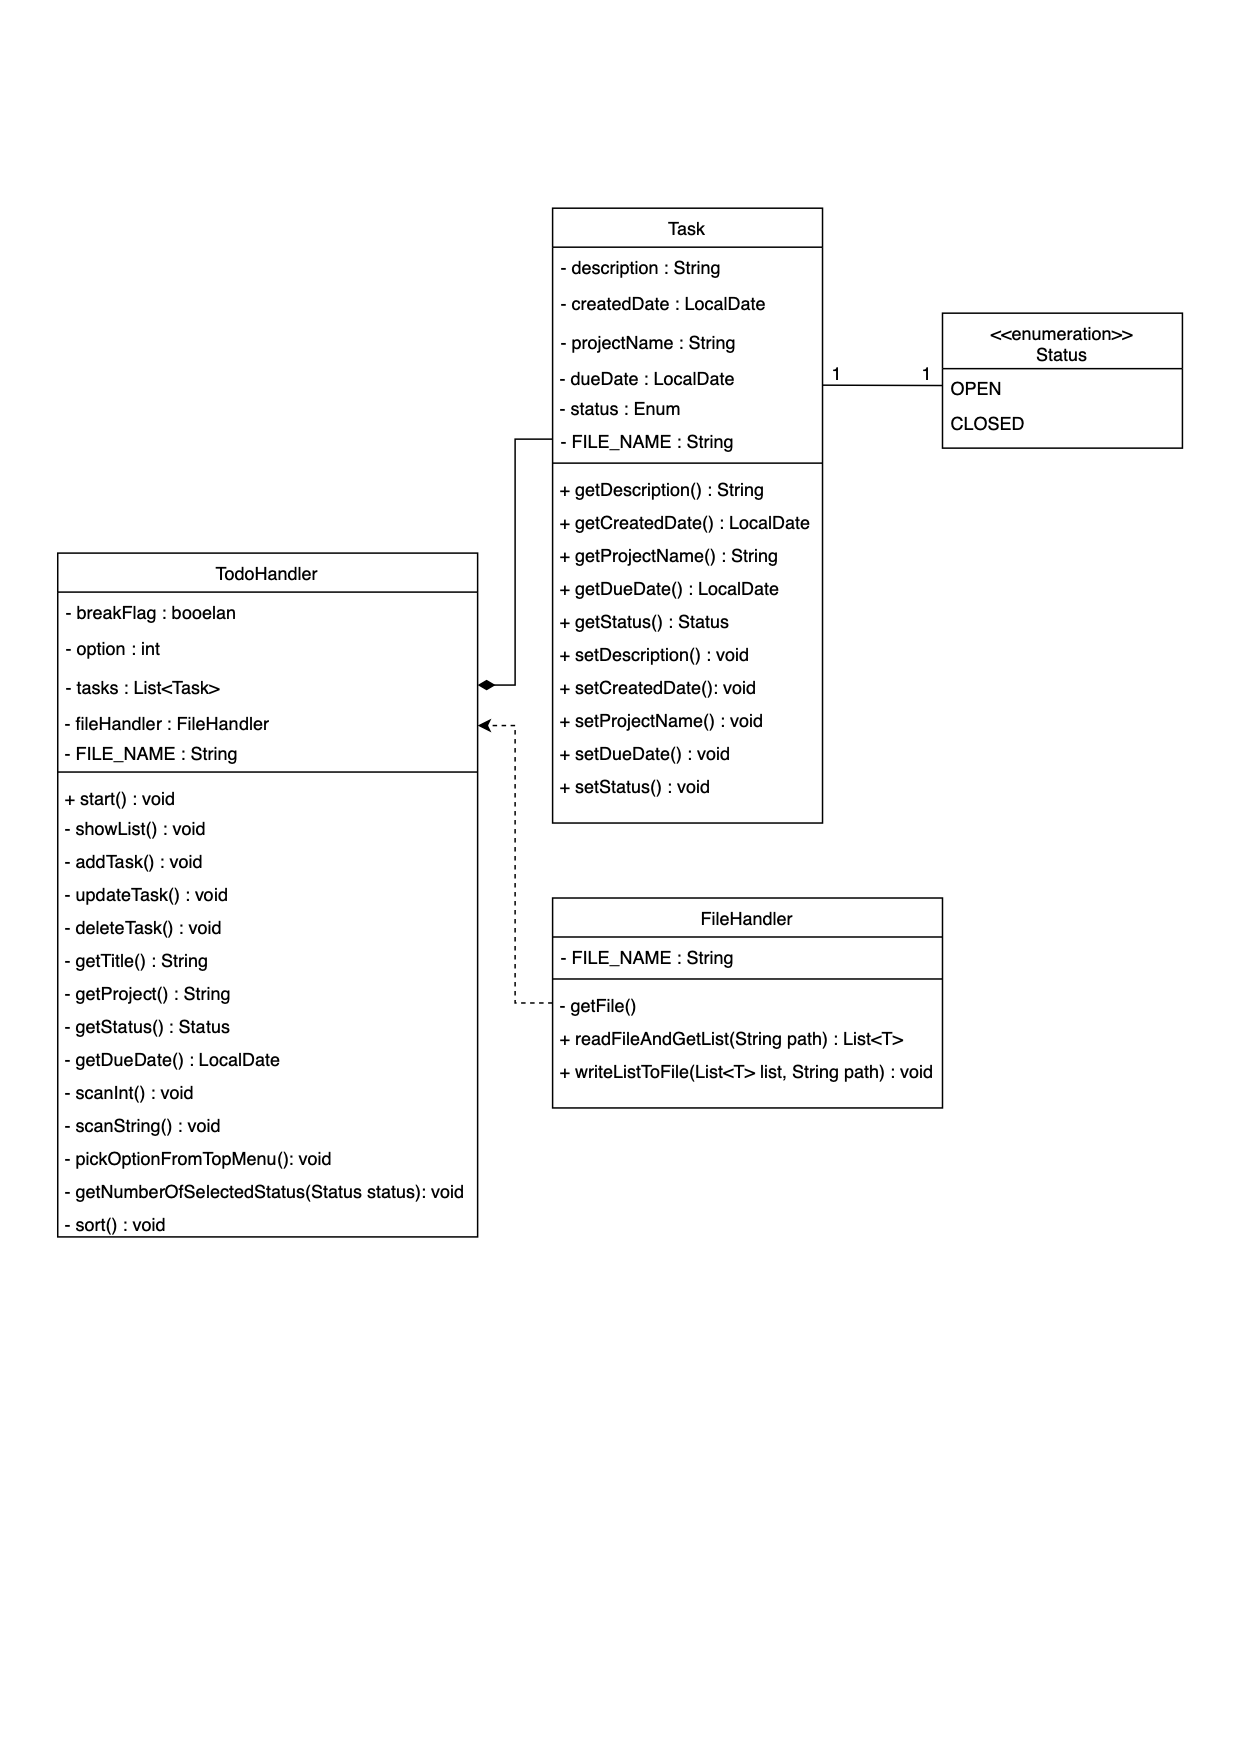 Task
- description : String
- createdDate : LocalDate
- projectName : String
- dueDate : LocalDate
- status : Enum
- FILE_NAME : String
+ getDescription() : String
+ getCreatedDate() : LocalDate
+ getProjectName() : String
+ getDueDate() : LocalDate
+ getStatus() : Status
+ setDescription() : void
+ setCreatedDate(): void
+ setProjectName() : void
+ setDueDate() : void
+ setStatus() : void
1
1
<<enumeration>>
Status
OPEN
CLOSED
TodoHandler
- breakFlag : booelan
- option : int
- tasks : List<Task>
- fileHandler : FileHandler
- FILE_NAME : String
+ start() : void
- showList() : void
- addTask() : void
- updateTask() : void
- deleteTask() : void
- getTitle() : String
- getProject() : String
- getStatus() : Status
- getDueDate() : LocalDate
- scanInt() : void
- scanString() : void
- pickOptionFromTopMenu(): void
- getNumberOfSelectedStatus(Status status): void
- sort() : void
FileHandler
- FILE_NAME : String
- getFile()
+ readFileAndGetList(String path) : List<T>
+ writeListToFile(List<T> list, String path) : void